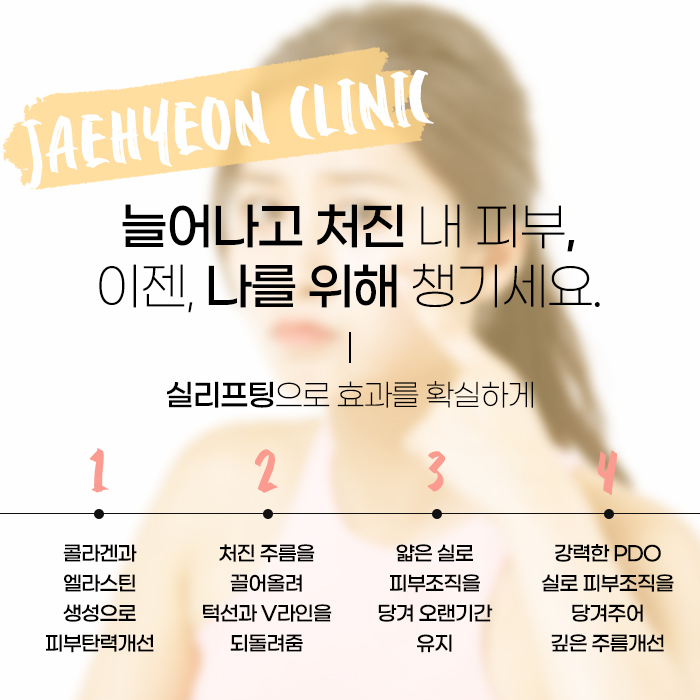 JAEHYEON CLINIC
늘어나고 처진 내 피부,
이젠, 나를 위해 챙기세요.
실리프팅으로 효과를 확실하게
1
콜라겐과
엘라스틴
생성으로
피부탄력개선
2
처진 주름을
끌어올려
턱선과 V라인을
되돌려줌
3
얇은 실로
피부조직을
당겨 오랜기간
유지
4
강력한 PDO
실로 피부조직을
당겨주어
깊은 주름개선